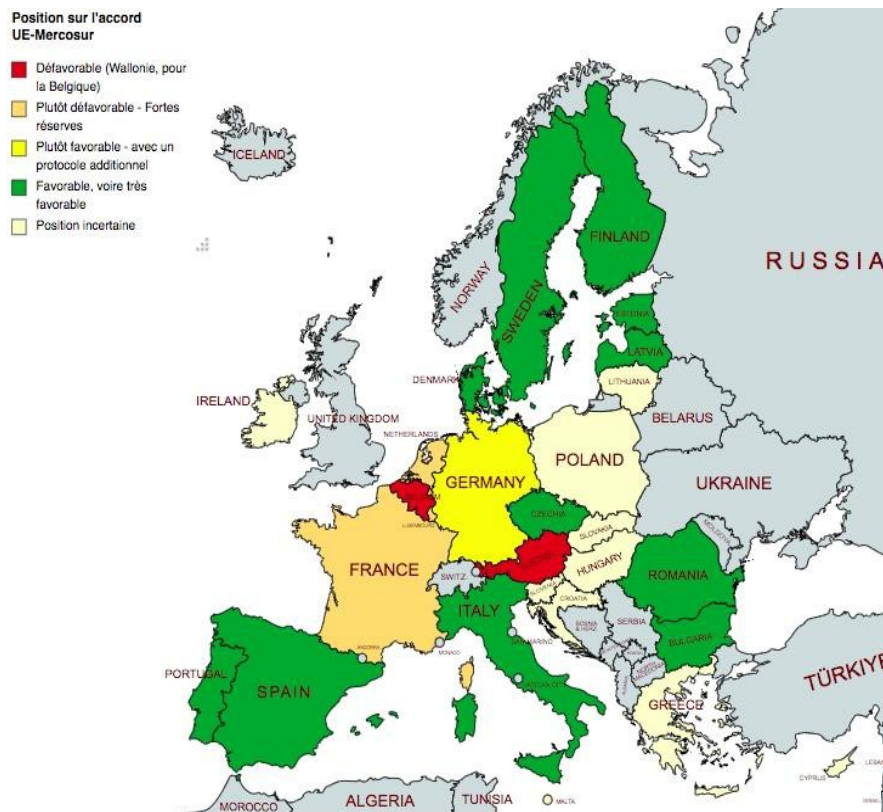 Position sur l'accord
UE-Mercosur
Défavorable (Wallonie, pour
la Belgique)
Plutôt défavorable - Fortes
réserves
Plutôt favorable - avec un
protocole additionnel
Favorable, voire très
favorable
Position incertaine
ICELAND
FINLAND
NORWAY
SWEDEN
RUSSIA
ESTONIA
LATVIA
DENMARK
LITHUANIA
IRELAND
UNITED KINGDOM
BELARUS
NETHERLANDS
POLAND
GERMANY
UKRAINE
LUXEMBOURG
CZECHIA
SLOVAKIA
MOLDOVA
FRANCE
SWITZ.
HUNGARY
ROMANIA
SLOVENIA
CROATIA
ITALY
BOSNIA
& HERZ.
SERBIA
SAN MARINO
MONACO
ANDORRA
BULGARIA
PORTUGAL
SPAIN
VATICAN CITY
NORTH
MACEDONIA
TÜRKIYE
GREECE
CYPRUS
MALTA
MOROCCO
ALGERIA
TUNISIA